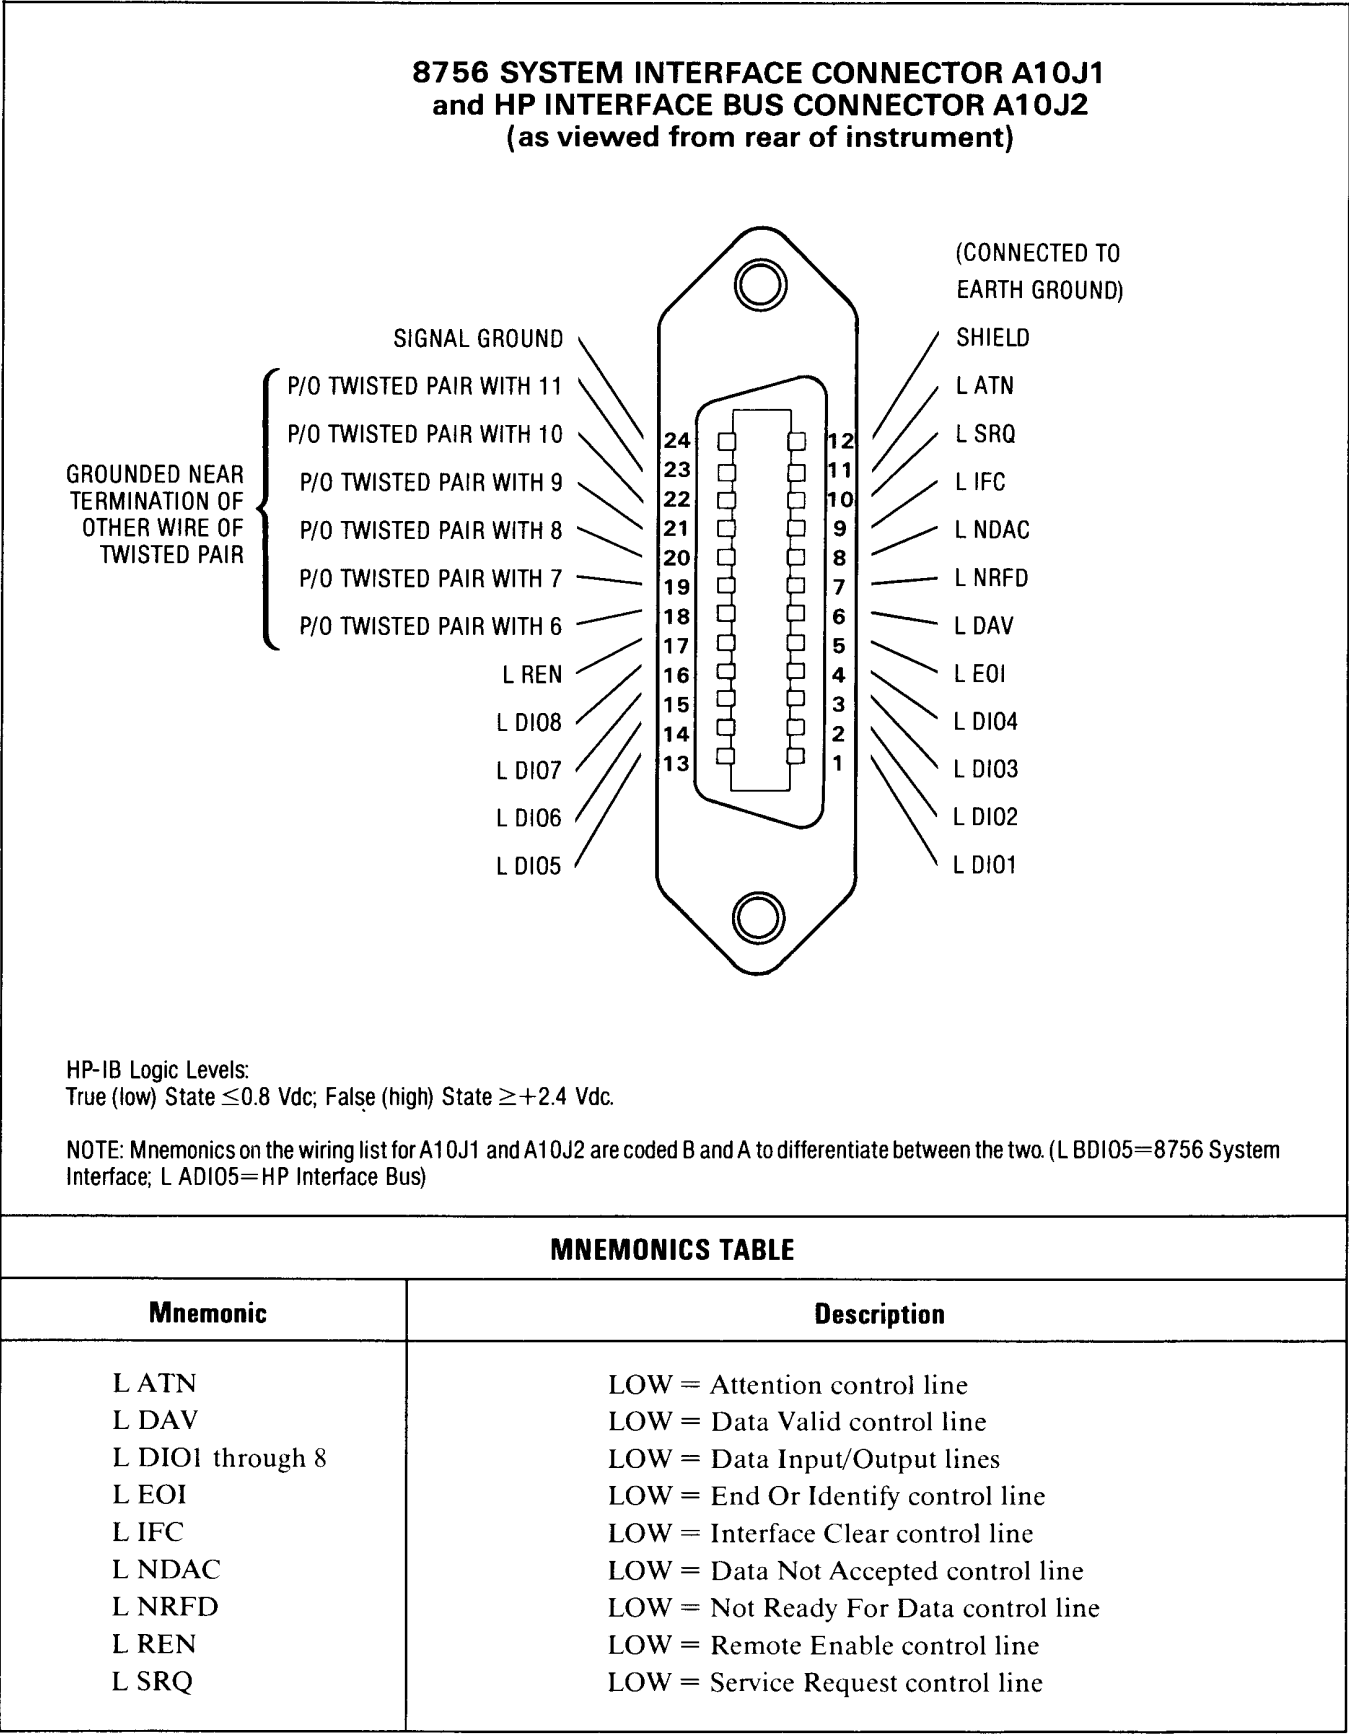 8756 SYSTEM INTERFACE CONNECTOR A10J1
and HP INTERFACE BUS CONNECTOR A10J2
(as viewed from rear of instrument)
(CONNECTED TO
EARTH GROUND)
SIGNAL GROUND
P/O TWISTED PAIR WITH 11
P/O TWISTED PAIR WITH 10
P/O TWISTED PAIR WITH 9
P/O TWISTED PAIR WITH 8
P/O TWISTED PAIR WITH 7
P/O TWISTED PAIR WITH 6
L REN
L DIO8
L DIO7
L DIO6
L DIO5
GROUNDED NEAR
TERMINATION OF
OTHER WIRE OF
TWISTED PAIR
24
23
22
21
20
19
18
17
16
15
14
13
12
11
10
9
8
7
6
5
4
3
2
1
SHIELD
L ATN
L SRQ
L IFC
L NDAC
L NRFD
L DAV
L EOI
L DIO4
L DIO3
L DIO2
L DIO1
HP-IB Logic Levels:
True (low) State ≤0.8 Vdc; False (high) State ≥+2.4 Vdc.
NOTE: Mnemonics on the wiring list for A10J1 and A10J2 are coded B and A to differentiate between the two. (L BDIO5=8756 System
Interface; L ADIO5=HP Interface Bus)
MNEMONICS TABLE
Mnemonic Description
L ATN LOW = Attention control line
L DAV LOW = Data Valid control line
L DIO1 through 8 LOW = Data Input/Output lines
L EOI LOW = End Or Identify control line
L IFC LOW = Interface Clear control line
L NDAC LOW = Data Not Accepted control line
L NRFD LOW = Not Ready For Data control line
L REN LOW = Remote Enable control line
L SRQ LOW = Service Request control line